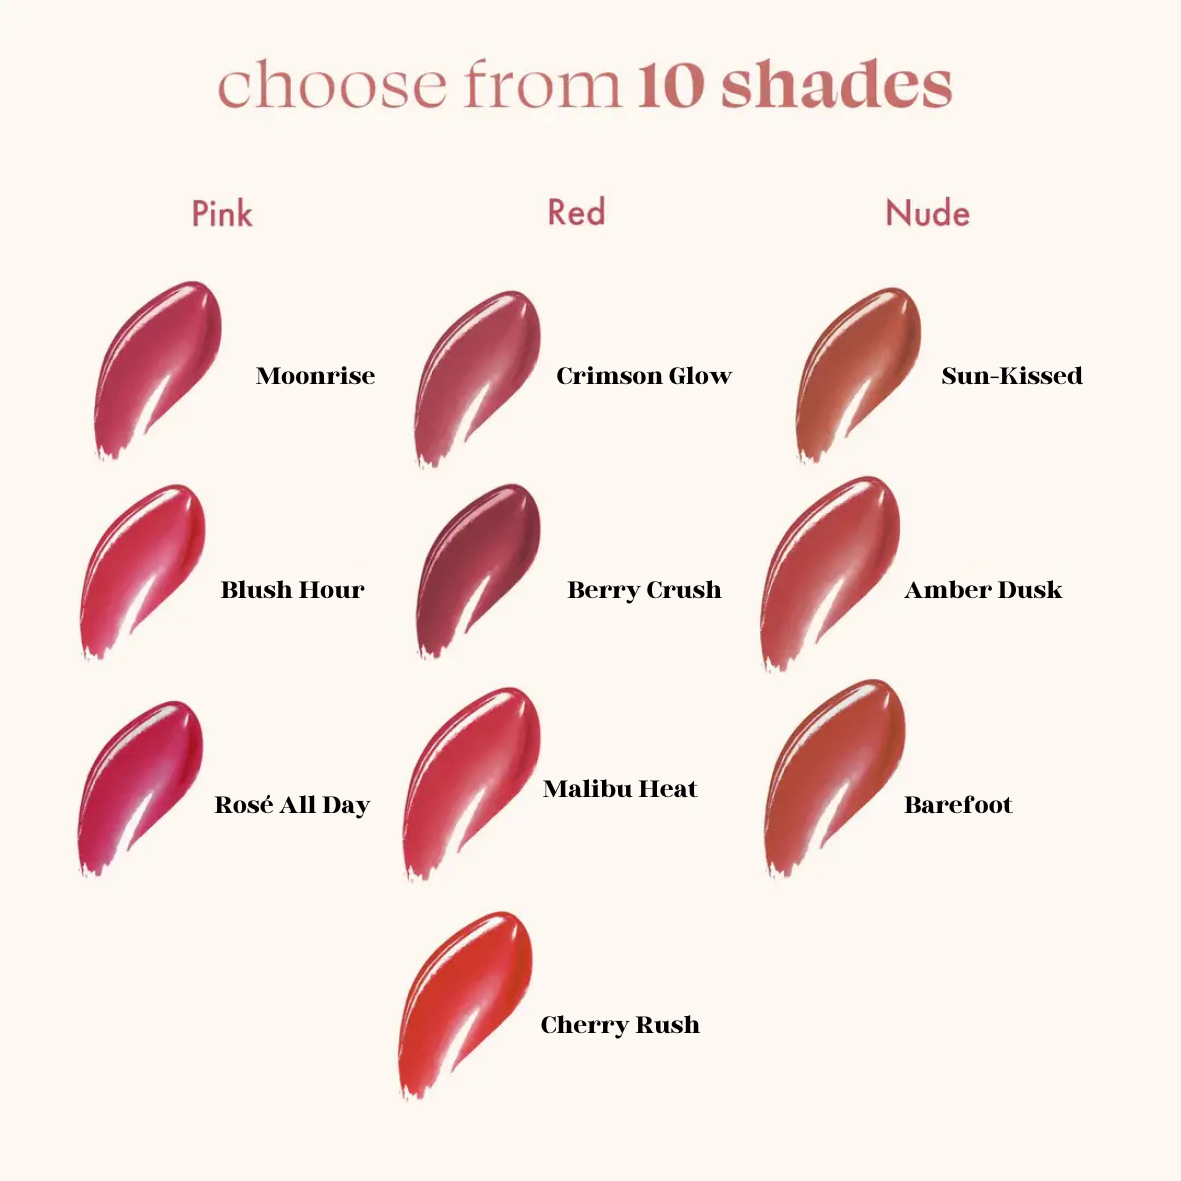 choose from 10 shades
Pink
Red
Nude
Moonrise
Crimson Glow
Sun-Kissed
Blush Hour
Berry Crush
Amber Dusk
Rosé All Day
Malibu Heat
Barefoot
Cherry Rush